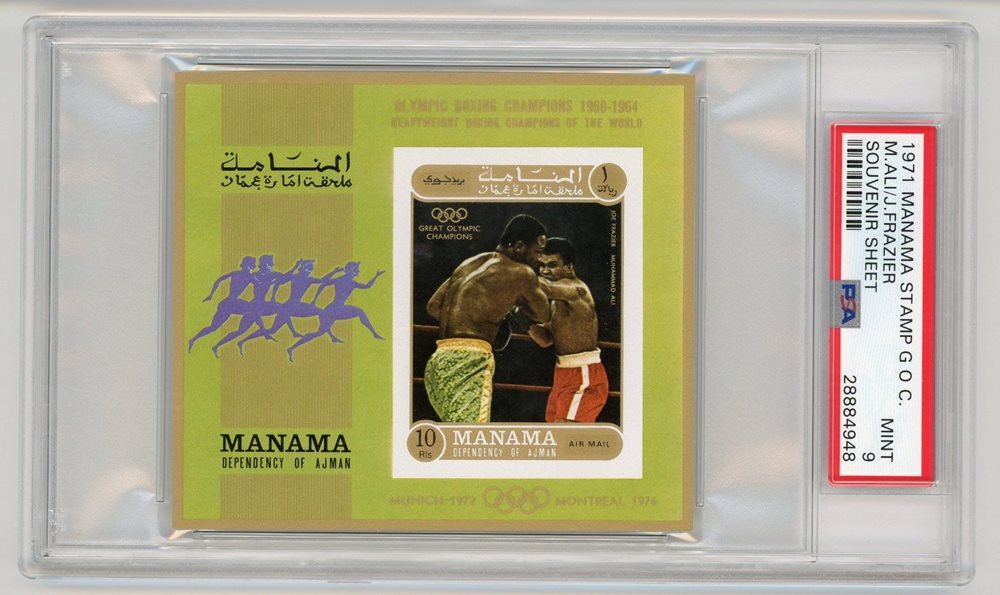 OLYMPIC BOXING CHAMPIONS 1960-1964
HEAVYWEIGHT BOXING CHAMPIONS OF THE WORLD
المنامة
ملحقة امارة عجمان
المنامة
ملحقة امارة عجمان
بريد جوي
١
ريالات
GREAT OLYMPIC
CHAMPIONS
JOE FRAZIER MUHAMMAD ALI
MANAMA
DEPENDENCY OF AJMAN
10
Rls
MANAMA
DEPENDENCY OF AJMAN
AIR MAIL
MUNICH 1972 MONTREAL 1976
1971 MANAMA STAMP G O C.
M.ALI/J.FRAZIER MINT
SOUVENIR SHEET 9
PSA
28884948